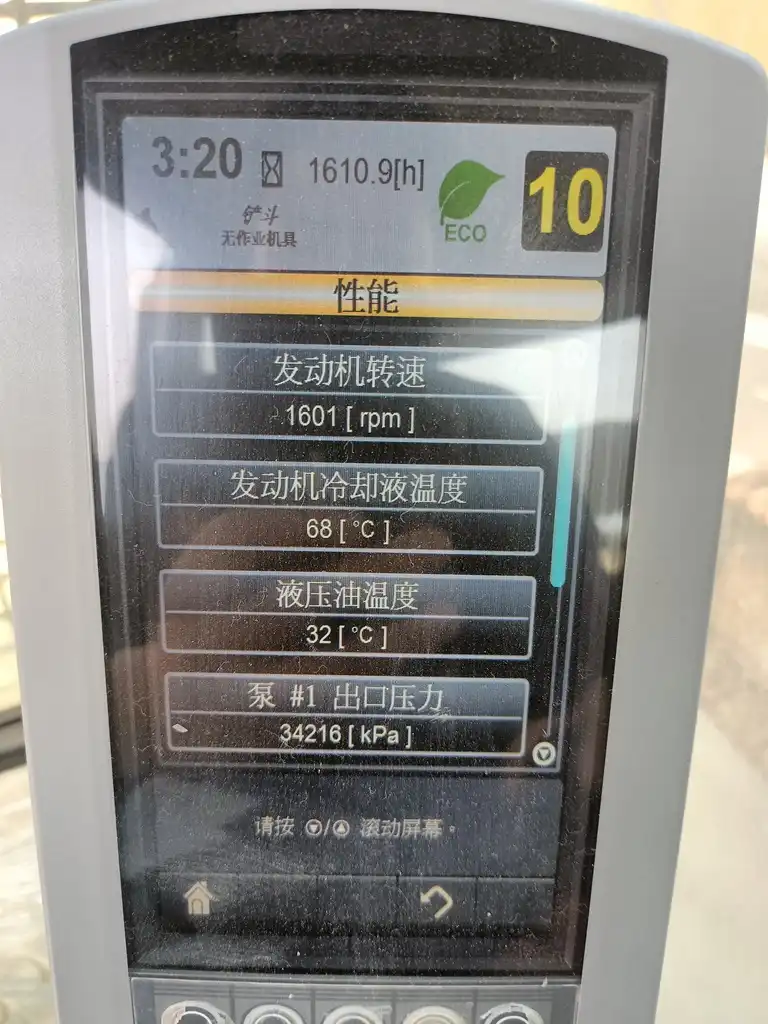 3:20 1610.9[h] 10
铲斗 ECO
无作业机具
性能
发动机转速
1601 [ rpm ]
发动机冷却液温度
68 [ °C ]
液压油温度
32 [ °C ]
泵 #1 出口压力
34216 [ kPa ]
请按 / 滚动屏幕。